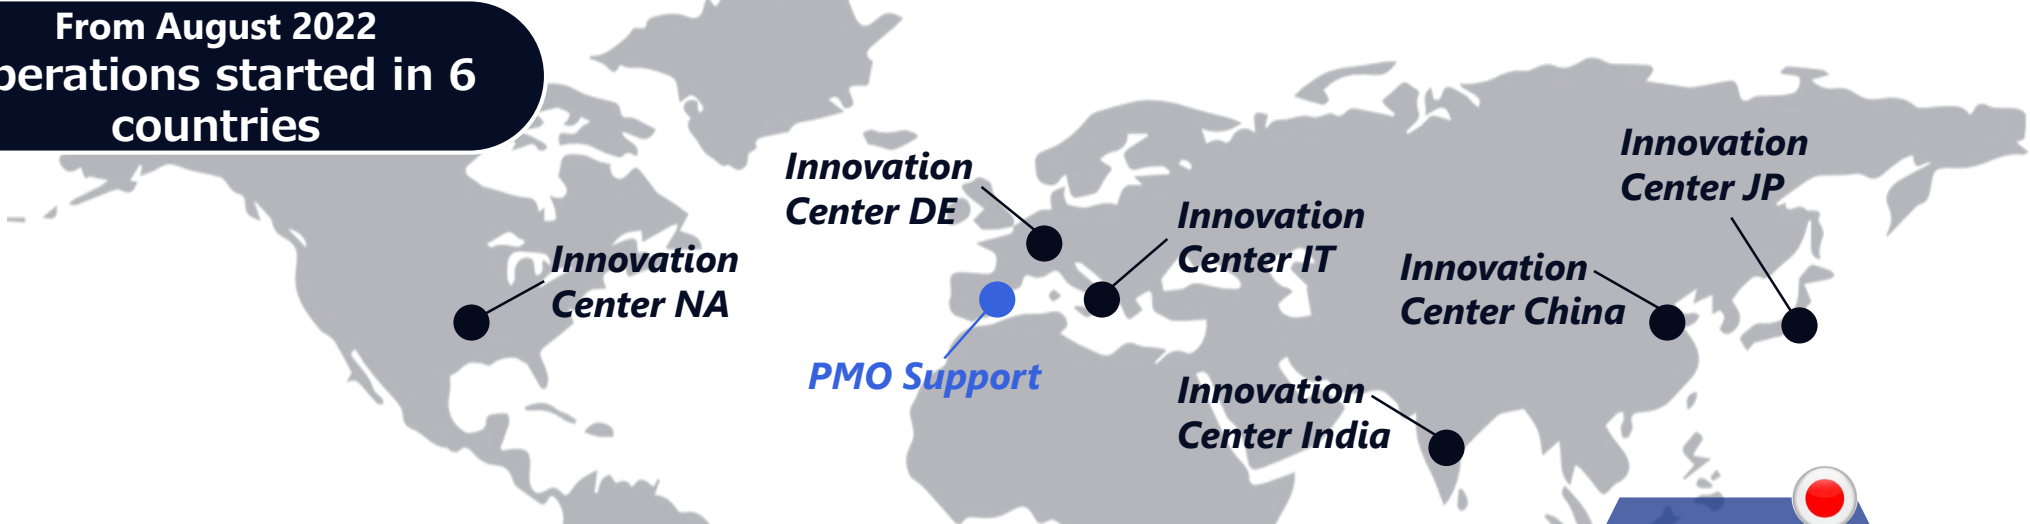 From August 2022
perations started in 6
countries
Innovation
Center DE
Innovation
Center JP
Innovation
Center IT
Innovation
Center NA
Innovation
Center China
PMO Support
Innovation
Center India